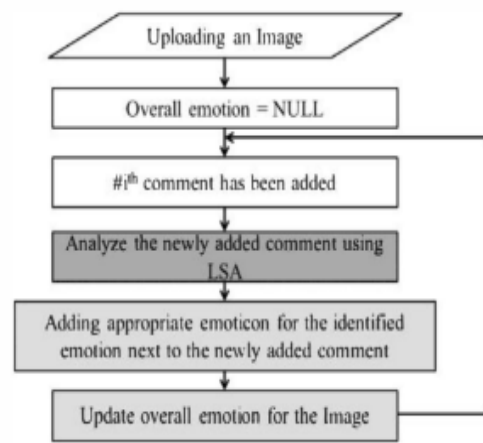 Uploading an Image
Overall emotion = NULL
#iᵗʰ comment has been added
Analyze the newly added comment using
LSA
Adding appropriate emoticon for the identified
emotion next to the newly added comment
Update overall emotion for the Image